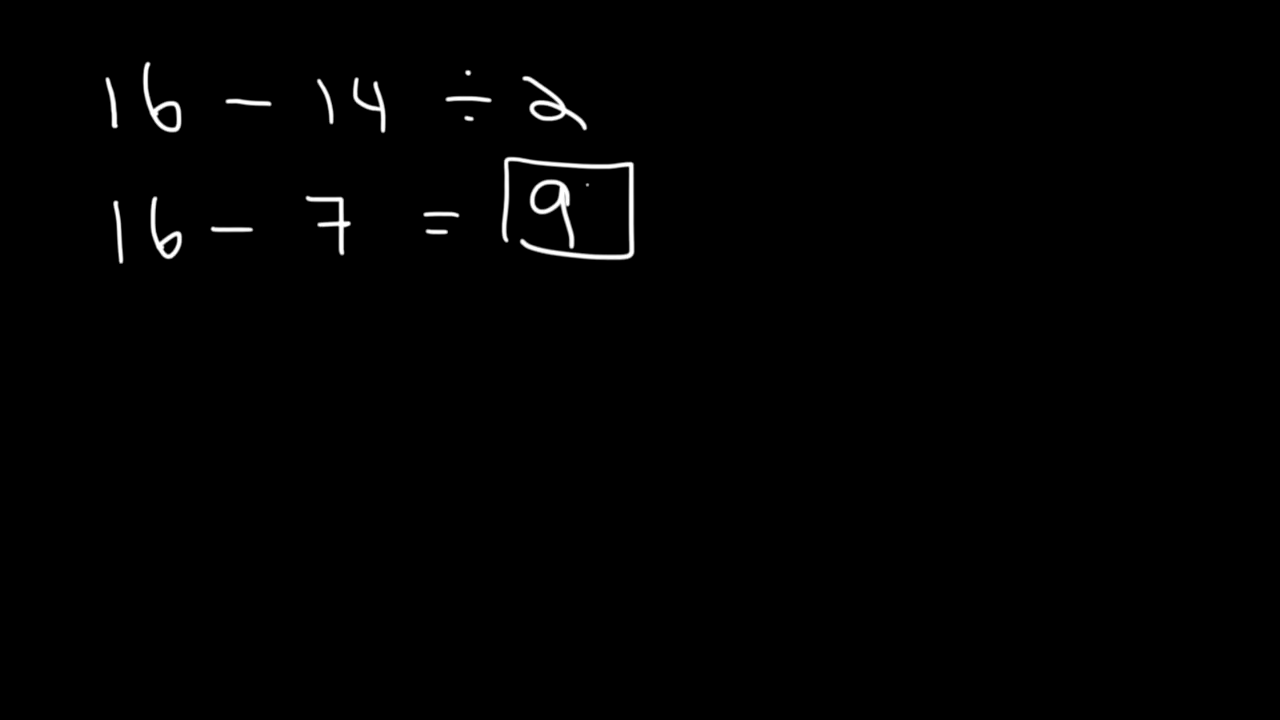 16 - 14 ÷ 2
16 - 7 = 9